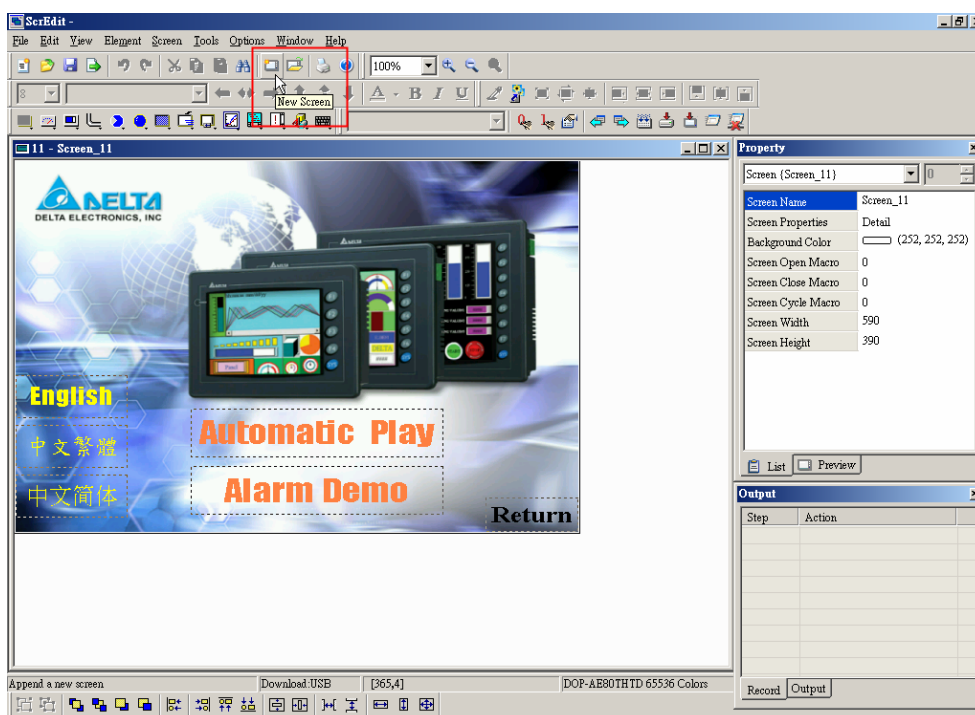 ScrEdit -
File Edit View Element Screen Tools Options Window Help
100%
8
A B I U
New Screen
11 - Screen_11
DELTA
DELTA ELECTRONICS, INC
English
中文繁體
中文简体
Automatic Play
Alarm Demo
Return
Property
Screen {Screen_11} 0
Screen Name Screen_11
Screen Properties Detail
Background Color (252, 252, 252)
Screen Open Macro 0
Screen Close Macro 0
Screen Cycle Macro 0
Screen Width 590
Screen Height 390
List Preview
Output
Step Action
Record Output
Append a new screen Download:USB [365,4] DOP-AE80THTD 65536 Colors